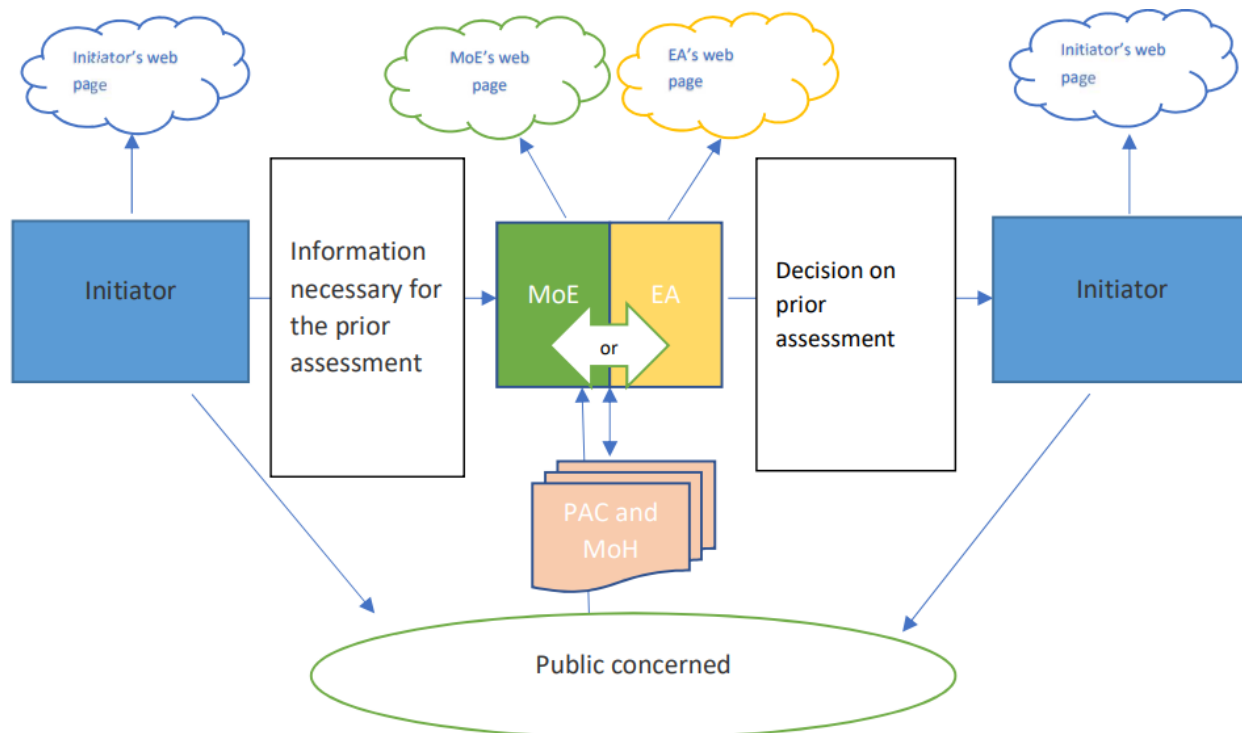 Initiator's web
page
MoE's web
page
EA's web
page
Initiator's web
page
Initiator
Information
necessary for
the prior
assessment
MoE
EA
or
Decision on
prior
assessment
Initiator
PAC and
MoH
Public concerned